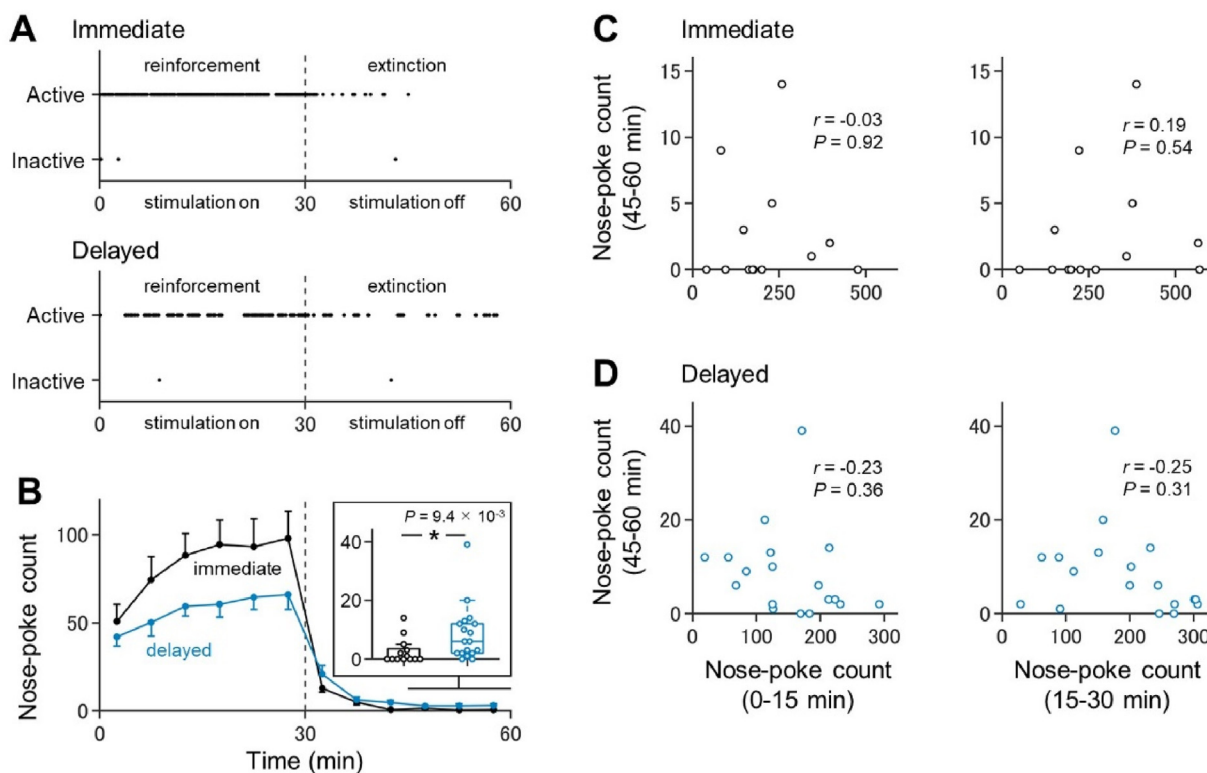 A
Immediate
reinforcement extinction
Active
Inactive
0 stimulation on 30 stimulation off 60
Delayed
reinforcement extinction
Active
Inactive
0 stimulation on 30 stimulation off 60
B
Nose-poke count
100
50
0
immediate
delayed
P = 9.4 × 10-3
*
40
20
0
0 30 60
Time (min)
C
Immediate
Nose-poke count
(45-60 min)
15
10
5
0
r = -0.03
P = 0.92
0 250 500
15
10
5
0
r = 0.19
P = 0.54
0 250 500
D
Delayed
Nose-poke count
(45-60 min)
40
20
0
r = -0.23
P = 0.36
0 100 200 300
Nose-poke count
(0-15 min)
40
20
0
r = -0.25
P = 0.31
0 100 200 300
Nose-poke count
(15-30 min)